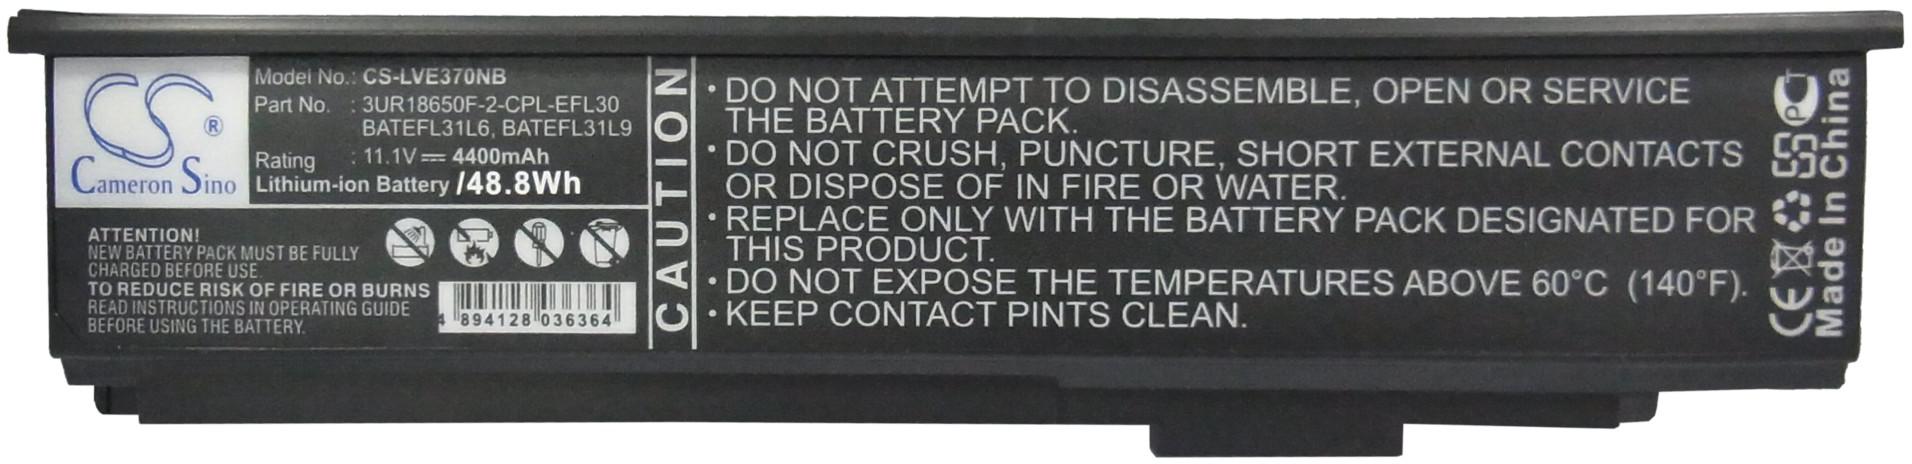 CS ®
Cameron Sino
Model No.: CS-LVE370NB
Part No. : 3UR18650F-2-CPL-EFL30
BATEFL31L6, BATEFL31L9
Rating : 11.1V⎓ 4400mAh
Lithium-ion Battery /48.8Wh
ATTENTION!
NEW BATTERY PACK MUST BE FULLY
CHARGED BEFORE USE.
TO REDUCE RISK OF FIRE OR BURNS
READ INSTRUCTIONS IN OPERATING GUIDE
BEFORE USING THE BATTERY.
4 894128 036364
CAUTION
• DO NOT ATTEMPT TO DISASSEMBLE, OPEN OR SERVICE
THE BATTERY PACK.
• DO NOT CRUSH, PUNCTURE, SHORT EXTERNAL CONTACTS
OR DISPOSE OF IN FIRE OR WATER.
• REPLACE ONLY WITH THE BATTERY PACK DESIGNATED FOR
THIS PRODUCT.
• DO NOT EXPOSE THE TEMPERATURES ABOVE 60°C (140°F).
• KEEP CONTACT PINTS CLEAN.
CE
PCT
Made In China